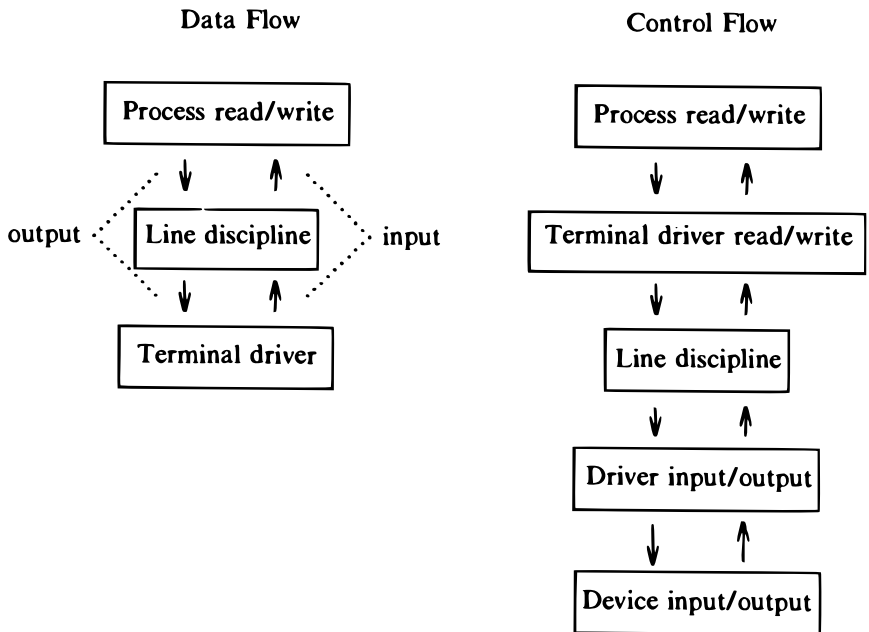 Data Flow
Process read/write
output
Line discipline
input
Terminal driver
Control Flow
Process read/write
Terminal driver read/write
Line discipline
Driver input/output
Device input/output